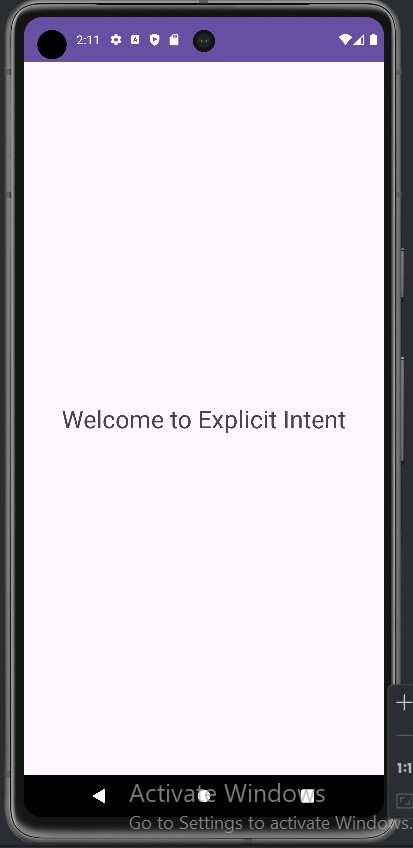 2:11
Welcome to Explicit Intent
1:1
Activate Windows
Go to Settings to activate Windows.